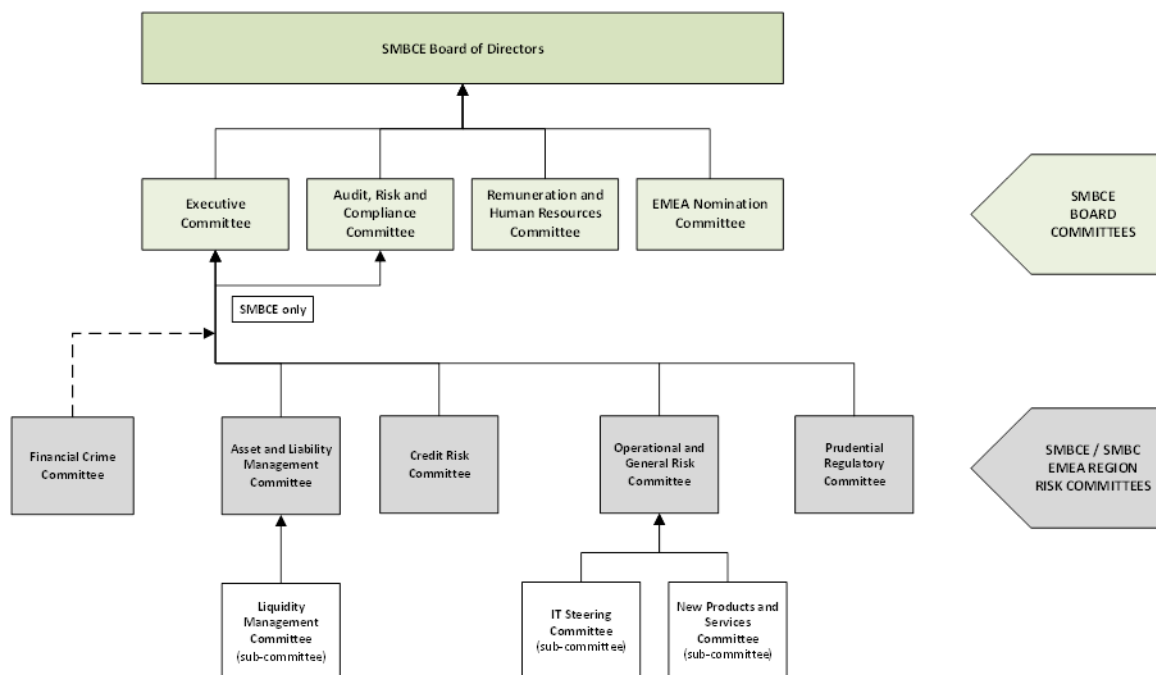 SMBCE Board of Directors
Executive
Committee
Audit, Risk and
Compliance
Committee
Remuneration and
Human Resources
Committee
EMEA Nomination
Committee
SMBCE
BOARD
COMMITTEES
SMBCE only
Financial Crime
Committee
Asset and Liability
Management
Committee
Credit Risk
Committee
Operational and
General Risk
Committee
Prudential
Regulatory
Committee
SMBCE / SMBC
EMEA REGION
RISK COMMITTEES
Liquidity
Management
Committee
(sub-committee)
IT Steering
Committee
(sub-committee)
New Products and
Services
Committee
(sub-committee)